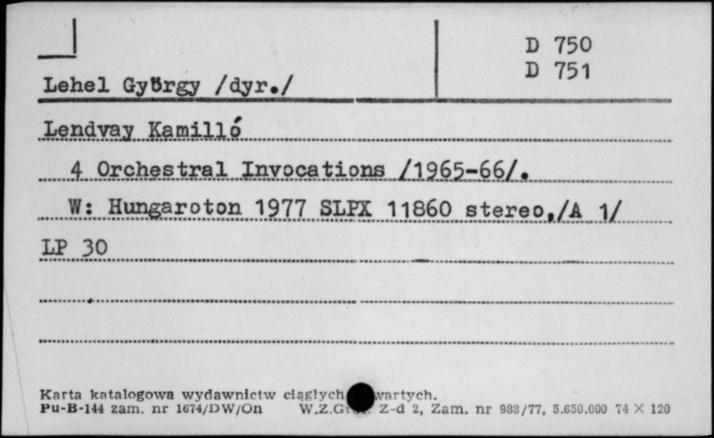 D 750
D 751
Lehel György /dyr./
Lendvay Kamilló
4 Orchestral Invocations /1965-66/.
W: Hungaroton 1977 SLPX 11860 stereo,/A 1/
LP 30
Karta katalogowa wydawnictw ciągłych wartych.
Pu-B-144 zam. nr 1674/DW/On W.Z.G Z-d 2, Zam. nr 988/77, 5.650.000 74 × 120